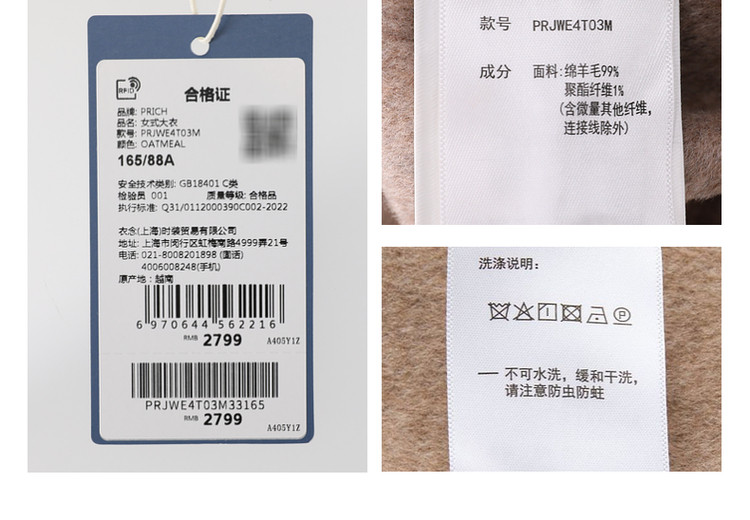 RFID
合格证
品牌: PRICH
品名: 女式大衣
款号: PRJWE4T03M
颜色: OATMEAL
165/88A
安全技术类别: GB18401 C类
检验员 001 质量等级: 合格品
执行标准: Q31/0112000390C002-2022
衣念(上海)时装贸易有限公司
地址: 上海市闵行区虹梅南路4999弄21号
电话: 021-8008201898 (固话)
4006008248(手机)
原产地: 越南
6 970644 562216
RMB 2799 A405Y1Z
PRJWE4T03M33165
RMB 2799
A405Y1Z
款号 PRJWE4T03M
成分 面料: 绵羊毛99%
聚酯纤维1%
(含微量其他纤维,
连接线除外)
洗涤说明:
P
— 不可水洗, 缓和干洗,
请注意防虫防蛀